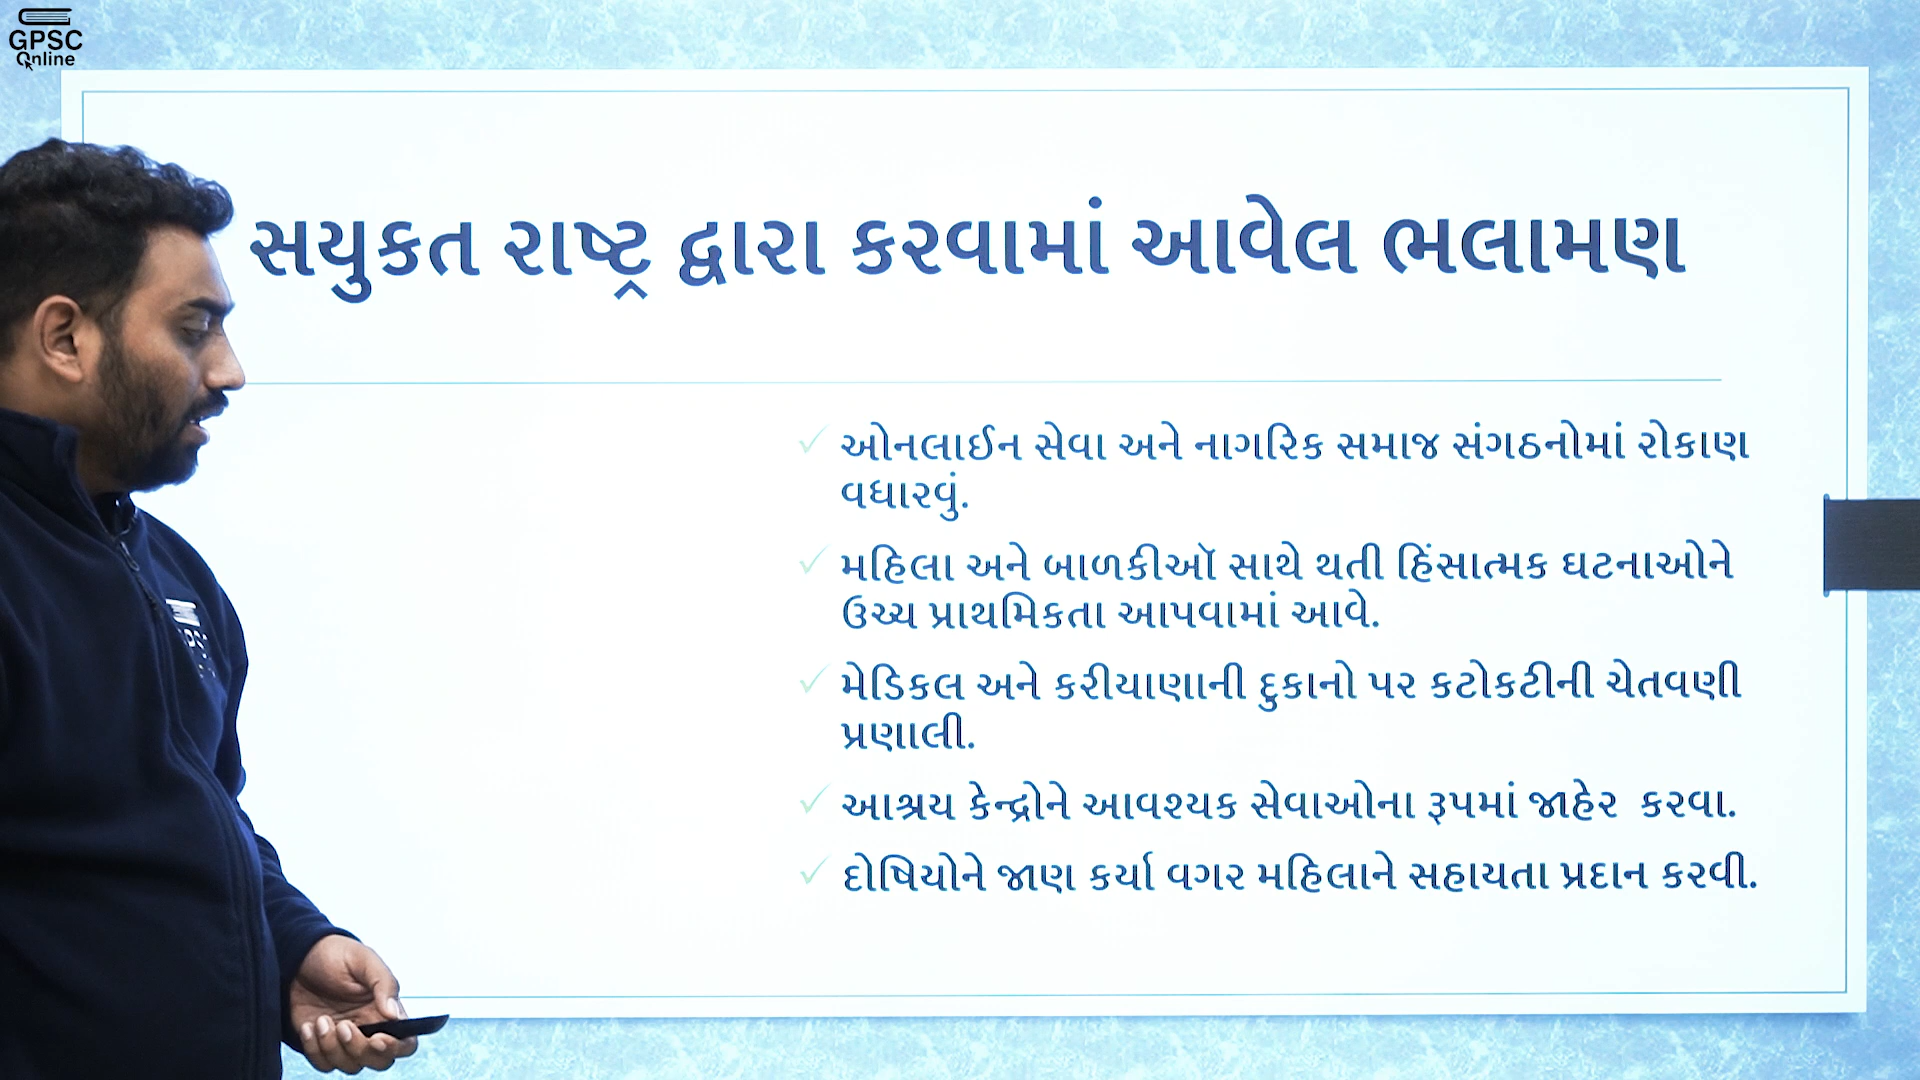 GPSC
Online
સયુકત રાષ્ટ્ર દ્વારા કરવામાં આવેલ ભલામણ
ઓનલાઈન સેવા અને નાગરિક સમાજ સંગઠનોમાં રોકાણ
વધારવું.
મહિલા અને બાળકીઑ સાથે થતી હિંસાત્મક ઘટનાઓને
ઉચ્ચ પ્રાથમિકતા આપવામાં આવે.
મેડિકલ અને કરીયાણાની દુકાનો પર કટોકટીની ચેતવણી
પ્રણાલી.
આશ્રય કેન્દ્રોને આવશ્યક સેવાઓના રૂપમાં જાહેર  કરવા.
દોષિયોને જાણ કર્યા વગર મહિલાને સહાયતા પ્રદાન કરવી.